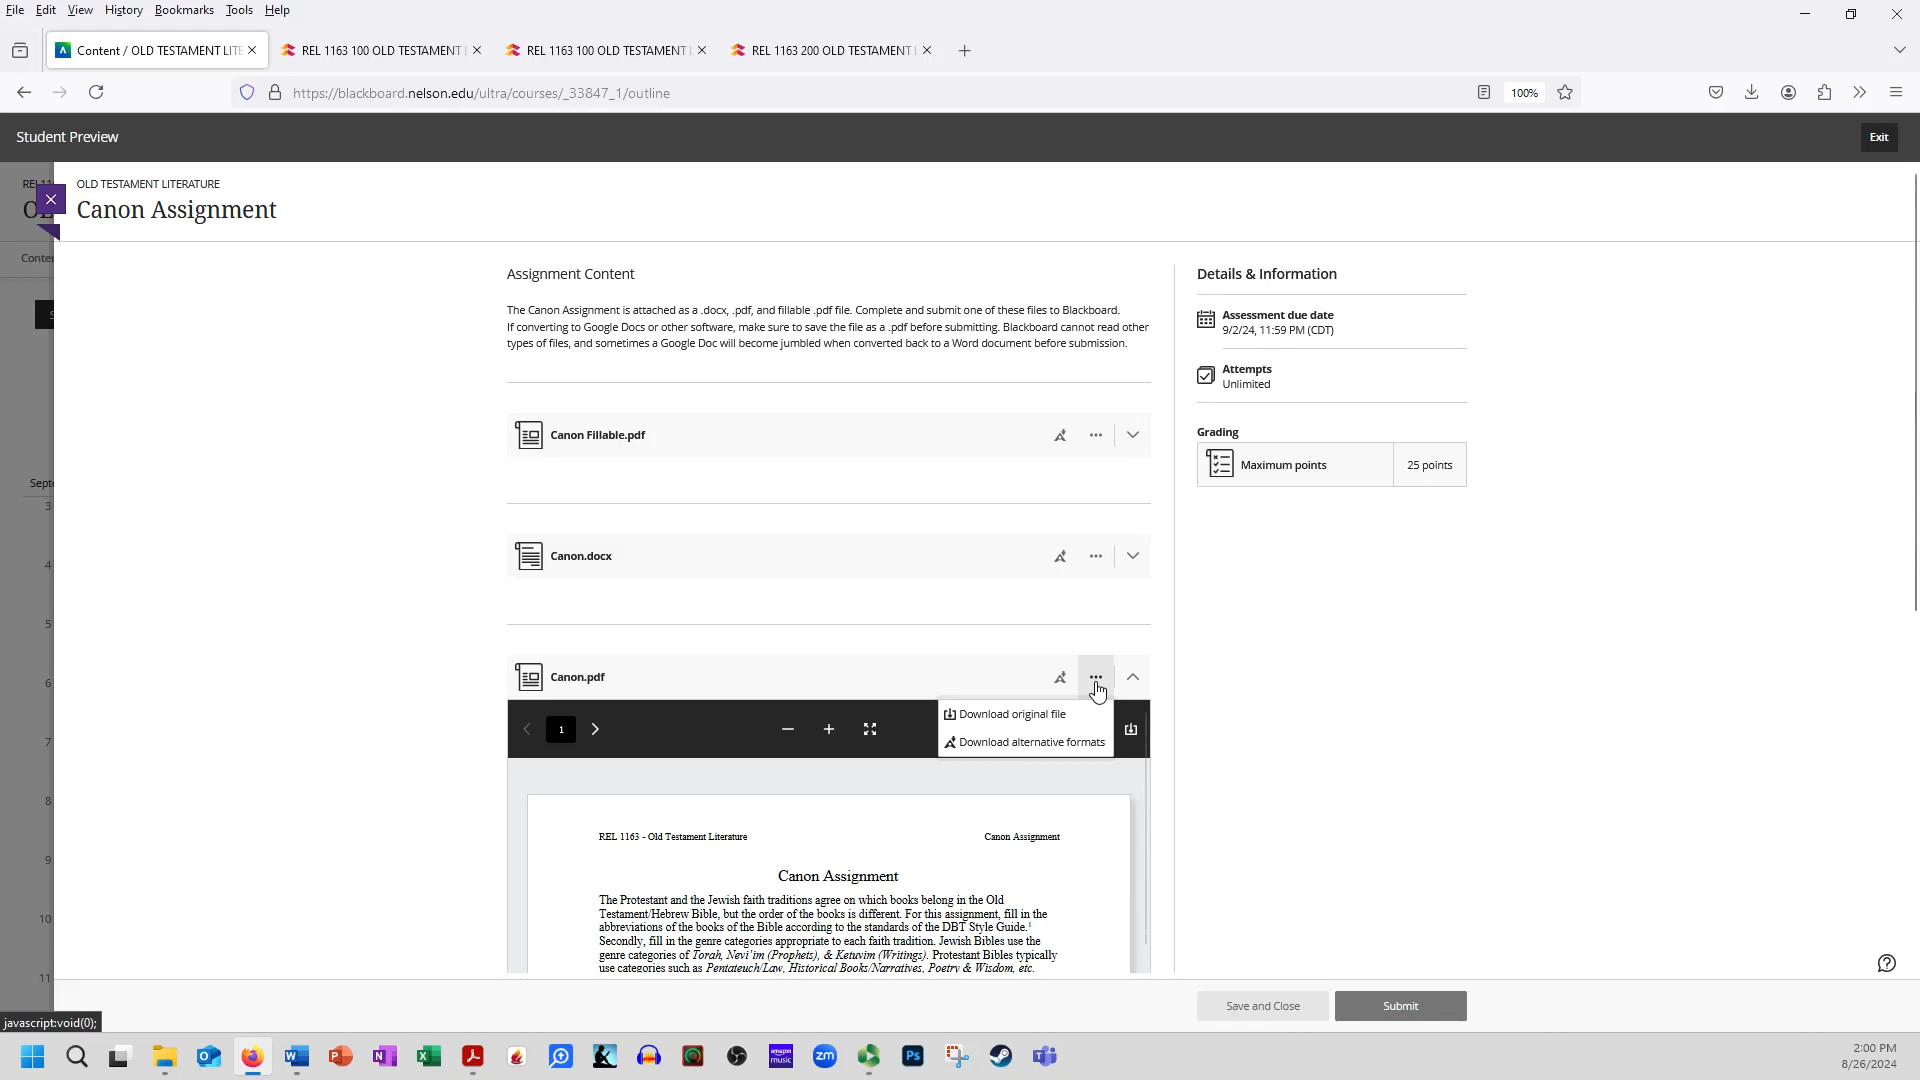 File Edit View History Bookmarks Tools Help
Content / OLD TESTAMENT LITE
REL 1163 100 OLD TESTAMENT L
REL 1163 100 OLD TESTAMENT L
REL 1163 200 OLD TESTAMENT L
https://blackboard.nelson.edu/ultra/courses/_33847_1/outline
100%
Student Preview
Exit
OLD TESTAMENT LITERATURE
Canon Assignment
Assignment Content
The Canon Assignment is attached as a .docx, .pdf, and fillable .pdf file. Complete and submit one of these files to Blackboard.
If converting to Google Docs or other software, make sure to save the file as a .pdf before submitting. Blackboard cannot read other
types of files, and sometimes a Google Doc will become jumbled when converted back to a Word document before submission.
Details & Information
Assessment due date
9/2/24, 11:59 PM (CDT)
Attempts
Unlimited
Grading
Maximum points
25 points
Canon Fillable.pdf
Canon.docx
Canon.pdf
Download original file
Download alternative formats
1
REL 1163 - Old Testament Literature
Canon Assignment
Canon Assignment
The Protestant and the Jewish faith traditions agree on which books belong in the Old
Testament/Hebrew Bible, but the order of the books is different. For this assignment, fill in the
abbreviations of the books of the Bible according to the standards of the DBT Style Guide.¹
Secondly, fill in the genre categories appropriate to each faith tradition. Jewish Bibles use the
genre categories of Torah, Nevi'im (Prophets), & Ketuvim (Writings). Protestant Bibles typically
use categories such as Pentateuch/Law, Historical Books/Narratives, Poetry & Wisdom, etc.
Conten
Septe
3
4
5
6
7
8
9
10
11
Save and Close
Submit
javascript:void(0);
2:00 PM
8/26/2024